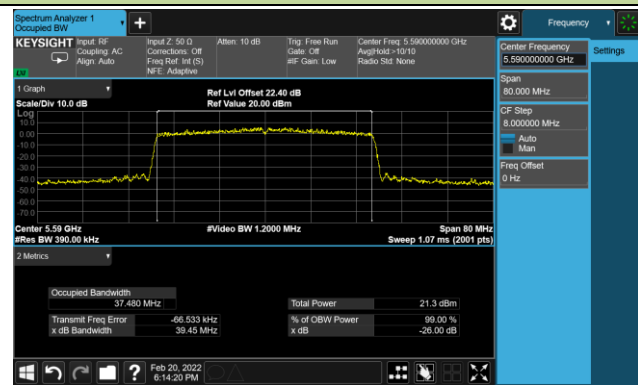 Spectrum Analyzer 1
Occupied BW
Frequency
KEYSIGHT
Input: RF
Coupling: AC
Align: Auto
Input Z: 50 Ω
Corrections: Off
Freq Ref: Int (S)
NFE: Adaptive
Atten: 10 dB
Trig: Free Run
Gate: Off
#IF Gain: Low
Center Freq: 5.590000000 GHz
Avg|Hold:>10/10
Radio Std: None
Center Frequency
5.590000000 GHz
Settings
Span
80.000 MHz
CF Step
8.000000 MHz
Auto
Man
Freq Offset
0 Hz
1 Graph
Scale/Div 10.0 dB
Ref Lvl Offset 22.40 dB
Ref Value 20.00 dBm
Log
10.0
0.00
-10.0
-20.0
-30.0
-40.0
-50.0
-60.0
-70.0
Center 5.59 GHz
#Res BW 390.00 kHz
#Video BW 1.2000 MHz
Span 80 MHz
Sweep 1.07 ms (2001 pts)
2 Metrics
Occupied Bandwidth
37.480 MHz
Total Power 21.3 dBm
Transmit Freq Error -66.533 kHz
% of OBW Power 99.00 %
x dB Bandwidth 39.45 MHz
x dB -26.00 dB
?
Feb 20, 2022
6:14:20 PM